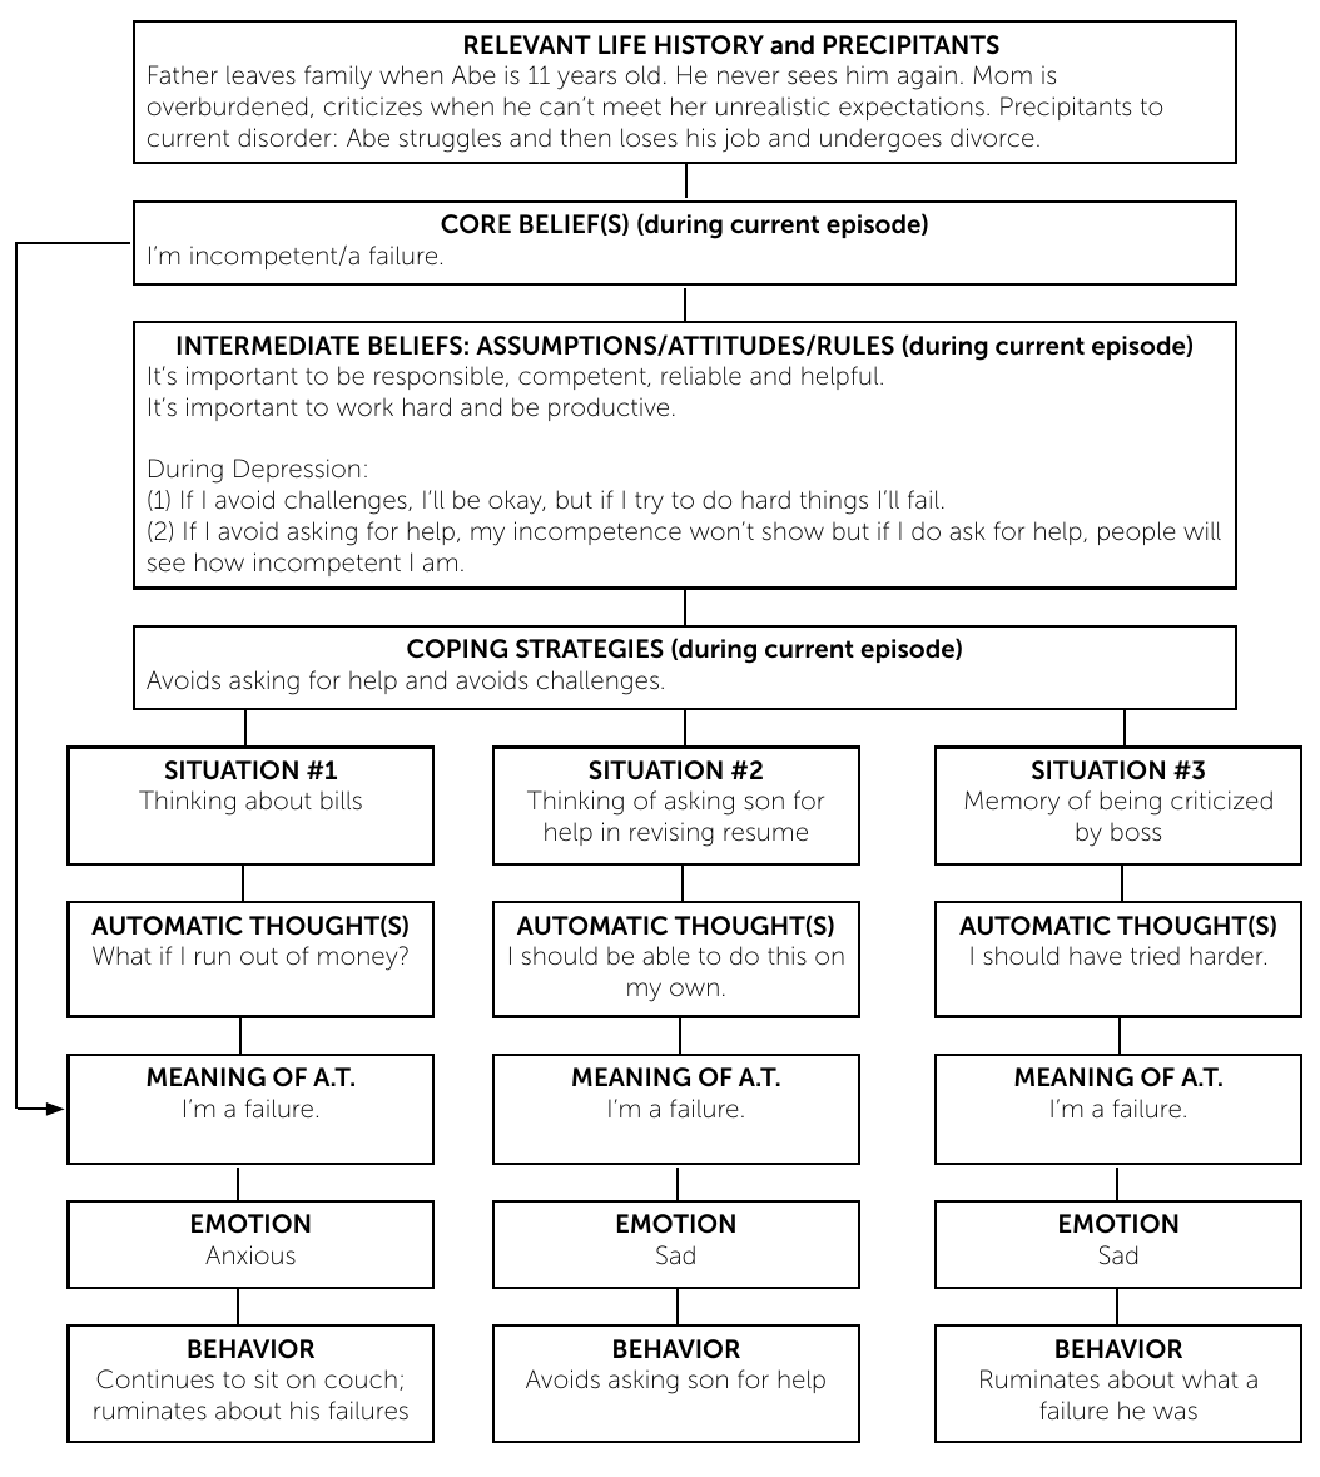 RELEVANT LIFE HISTORY and PRECIPITANTS
Father leaves family when Abe is 11 years old. He never sees him again. Mom is
overburdened, criticizes when he can't meet her unrealistic expectations. Precipitants to
current disorder: Abe struggles and then loses his job and undergoes divorce.
CORE BELIEF(S) (during current episode)
I'm incompetent/a failure.
INTERMEDIATE BELIEFS: ASSUMPTIONS/ATTITUDES/RULES (during current episode)
It's important to be responsible, competent, reliable and helpful.
It's important to work hard and be productive.
During Depression:
(1) If I avoid challenges, I'll be okay, but if I try to do hard things I'll fail.
(2) If I avoid asking for help, my incompetence won't show but if I do ask for help, people will
see how incompetent I am.
COPING STRATEGIES (during current episode)
Avoids asking for help and avoids challenges.
SITUATION #1
Thinking about bills
AUTOMATIC THOUGHT(S)
What if I run out of money?
MEANING OF A.T.
I'm a failure.
EMOTION
Anxious
BEHAVIOR
Continues to sit on couch;
ruminates about his failures
SITUATION #2
Thinking of asking son for
help in revising resume
AUTOMATIC THOUGHT(S)
I should be able to do this on
my own.
MEANING OF A.T.
I'm a failure.
EMOTION
Sad
BEHAVIOR
Avoids asking son for help
SITUATION #3
Memory of being criticized
by boss
AUTOMATIC THOUGHT(S)
I should have tried harder.
MEANING OF A.T.
I'm a failure.
EMOTION
Sad
BEHAVIOR
Ruminates about what a
failure he was